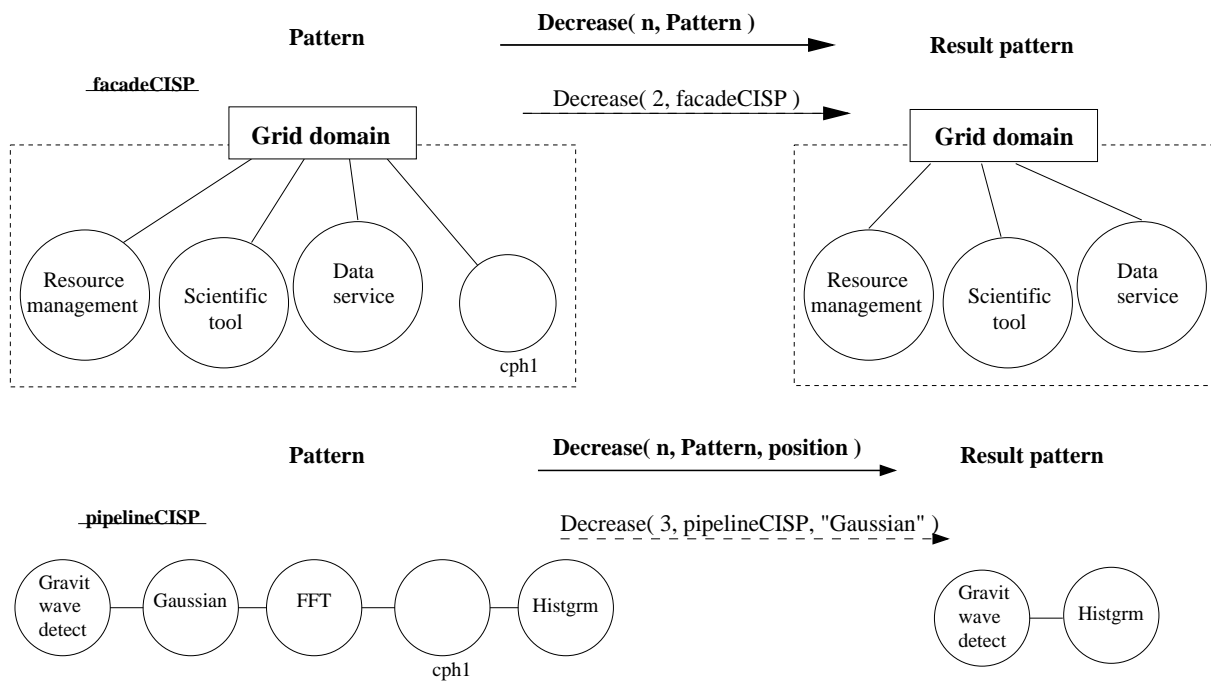 Pattern
Decrease( n, Pattern )
Result pattern
facadeCISP
Decrease( 2, facadeCISP )
Grid domain
Grid domain
Resource
management
Scientific
tool
Data
service
cph1
Resource
management
Scientific
tool
Data
service
Pattern
Decrease( n, Pattern, position )
Result pattern
pipelineCISP
Decrease( 3, pipelineCISP, "Gaussian" )
Gravit
wave
detect
Gaussian
FFT
cph1
Histgrm
Gravit
wave
detect
Histgrm